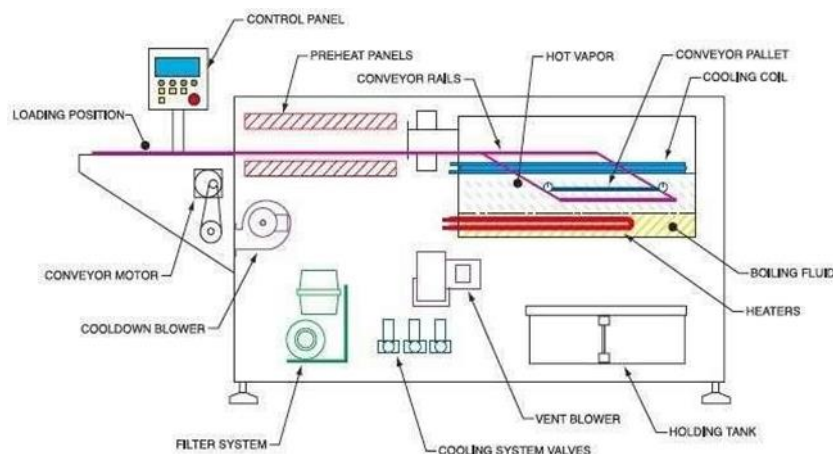 CONTROL PANEL
PREHEAT PANELS
HOT VAPOR
CONVEYOR PALLET
CONVEYOR RAILS
COOLING COIL
LOADING POSITION
CONVEYOR MOTOR
BOILING FLUID
HEATERS
COOLDOWN BLOWER
VENT BLOWER
FILTER SYSTEM
COOLING SYSTEM VALVES
HOLDING TANK